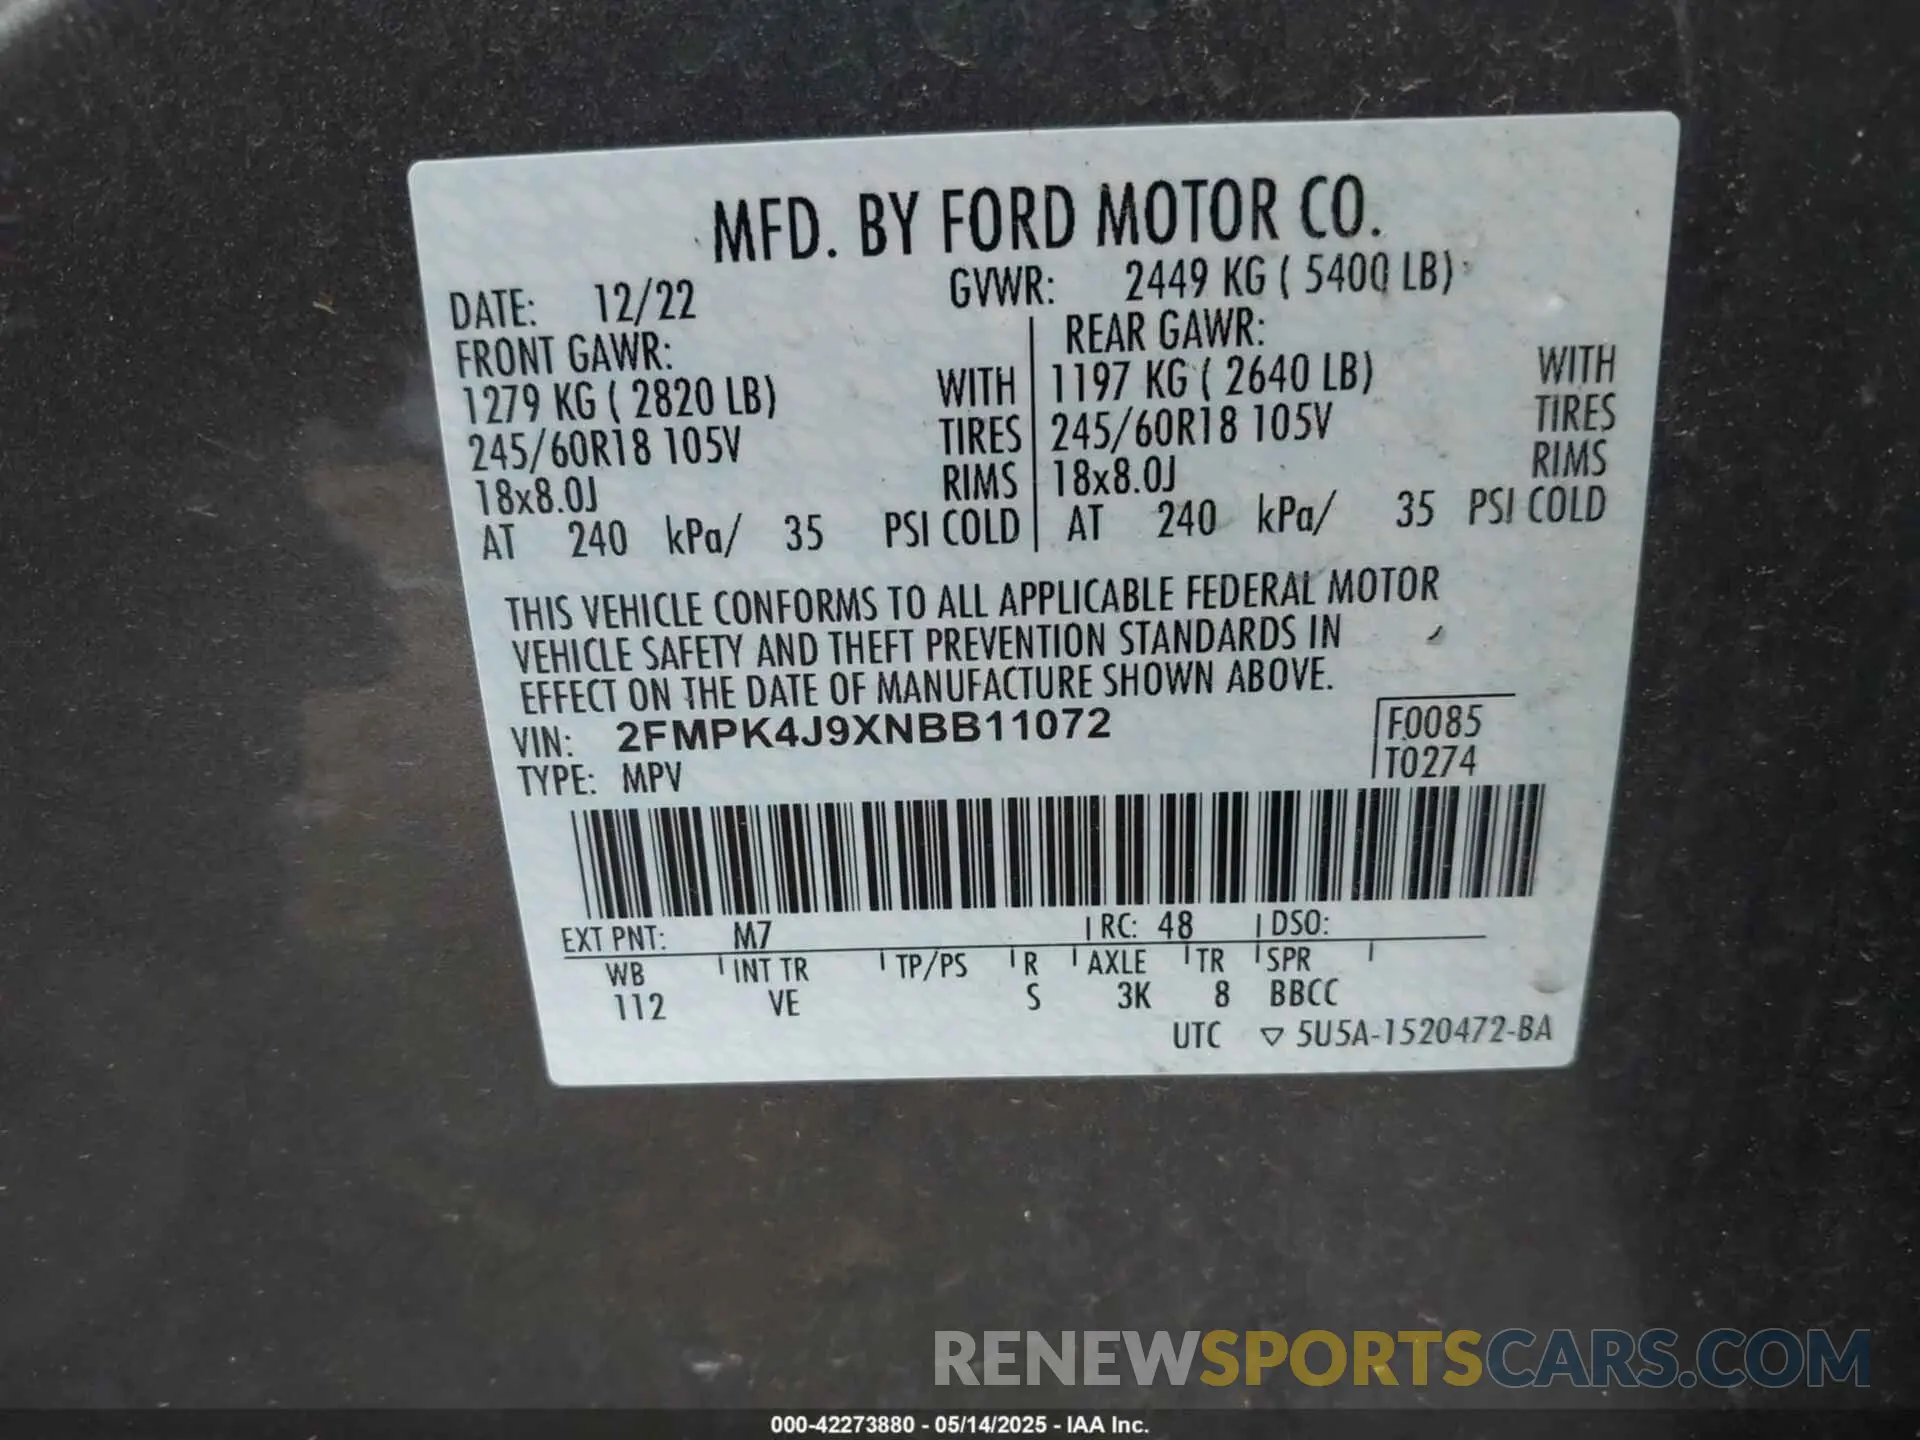 MFD. BY FORD MOTOR CO.
DATE: 12/22 GVWR: 2449 KG ( 5400 LB)
FRONT GAWR: REAR GAWR:
1279 KG ( 2820 LB) WITH 1197 KG ( 2640 LB) WITH
245/60R18 105V TIRES 245/60R18 105V TIRES
18x8.0J RIMS 18x8.0J RIMS
AT 240 kPa/ 35 PSI COLD AT 240 kPa/ 35 PSI COLD
THIS VEHICLE CONFORMS TO ALL APPLICABLE FEDERAL MOTOR
VEHICLE SAFETY AND THEFT PREVENTION STANDARDS IN
EFFECT ON THE DATE OF MANUFACTURE SHOWN ABOVE.
VIN: 2FMPK4J9XNBB11072 F0085
TYPE: MPV T0274
EXT PNT: M7 RC: 48 DSO:
WB INT TR TP/PS R AXLE TR SPR
112 VE S 3K 8 BBCC
UTC ▽ 5U5A-1520472-BA
RENEWSPORTSCARS.COM
000-42273880 - 05/14/2025 - IAA Inc.